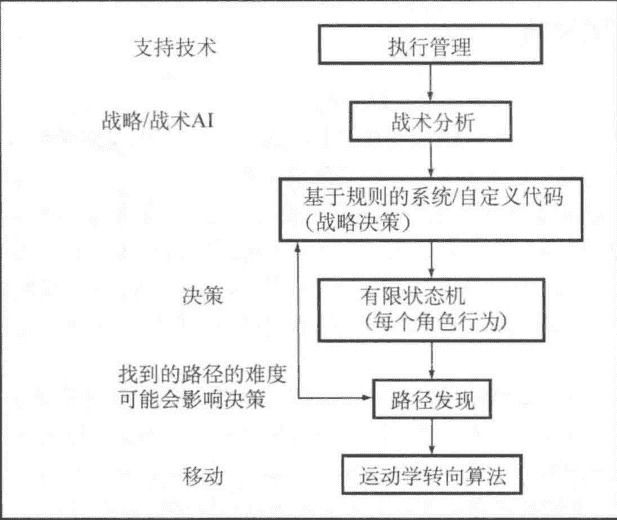 支持技术
执行管理
战略/战术AI
战术分析
基于规则的系统/自定义代码
（战略决策）
决策
有限状态机
(每个角色行为)
找到的路径的难度
可能会影响决策
路径发现
移动
运动学转向算法